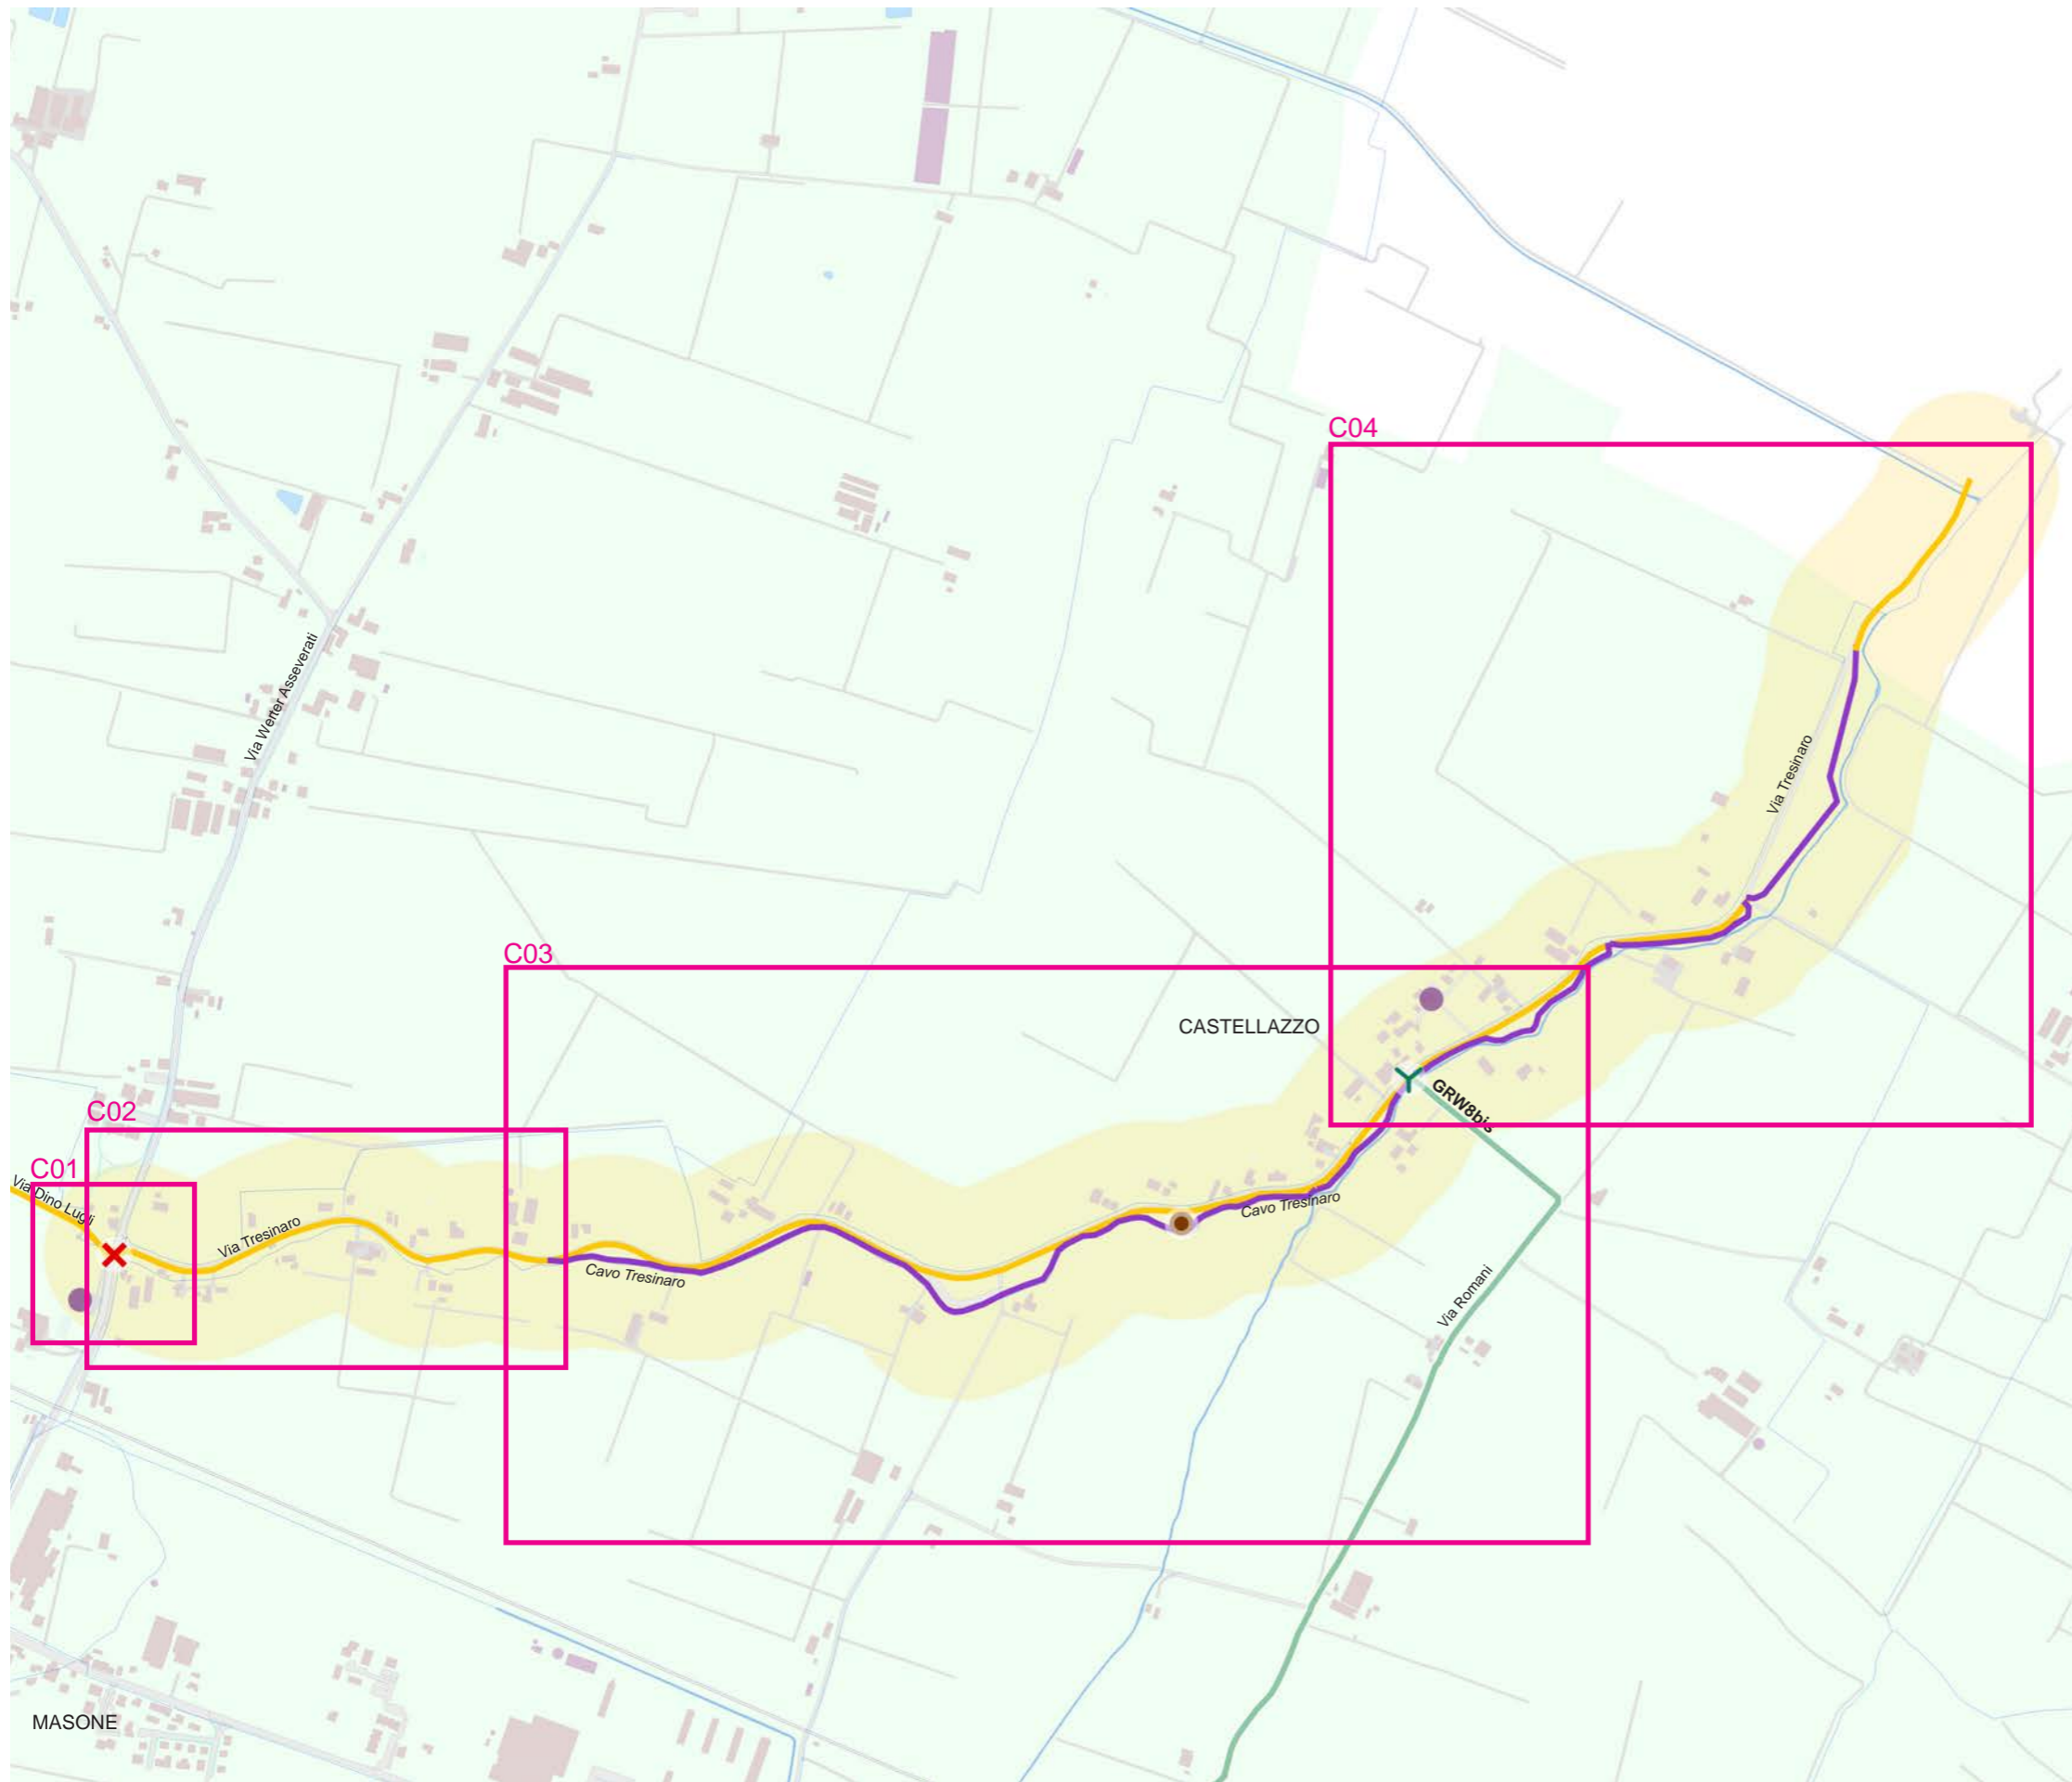 C04
Via Werter Asseverati
Via Tresinaro
C03
CASTELLAZZO
GRW8bis
C02
C01
Via Dino Lugli
Via Tresinaro
Cavo Tresinaro
Cavo Tresinaro
Via Romani
MASONE